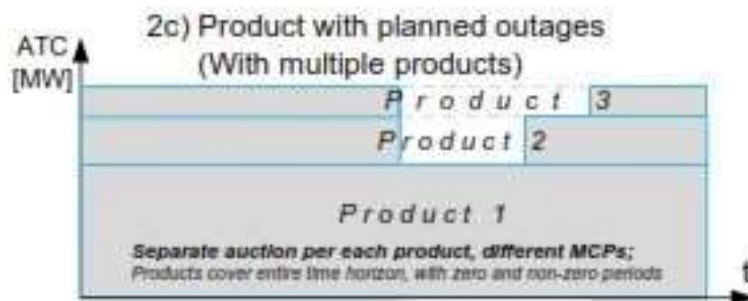 2c) Product with planned outages
(With multiple products)
ATC
[MW]
Product 3
Product 2
Product 1
Separate auction per each product, different MCPs;
Products cover entire time horizon, with zero and non-zero periods
t